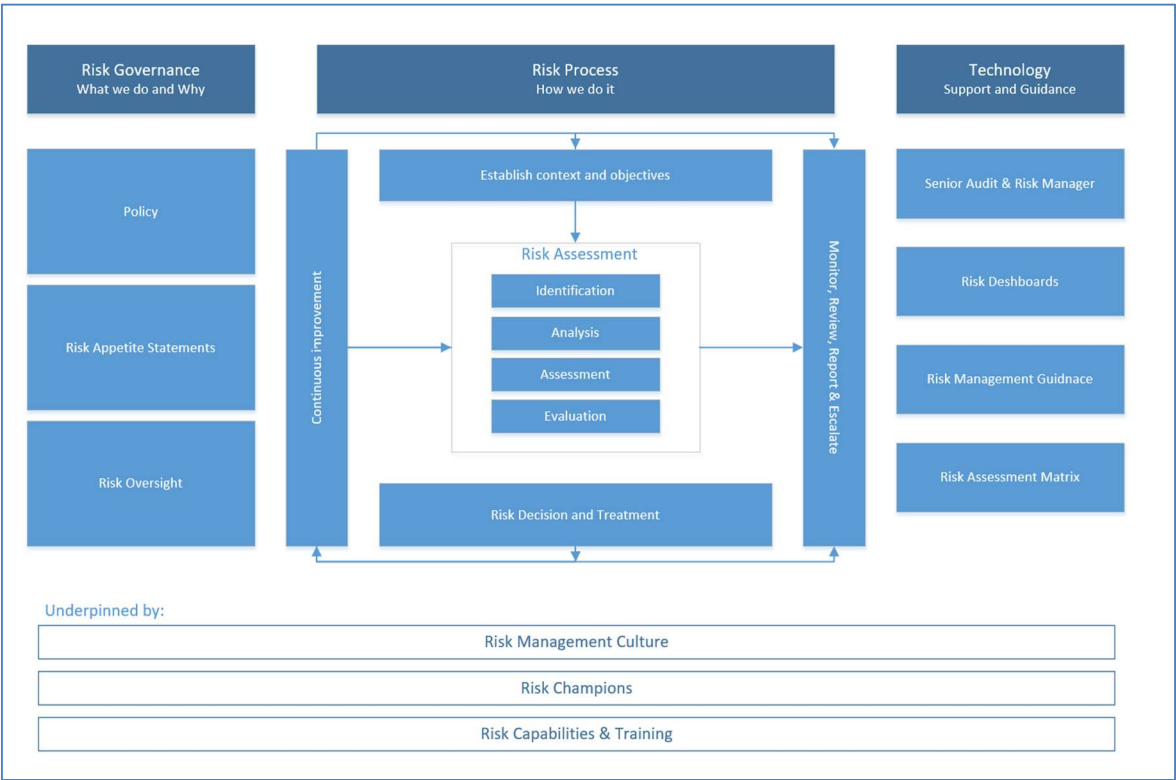 Risk Governance
What we do and Why
Risk Process
How we do it
Technology
Support and Guidance
Policy
Risk Appetite Statements
Risk Oversight
Continuous improvement
Establish context and objectives
Risk Assessment
Identification
Analysis
Assessment
Evaluation
Risk Decision and Treatment
Monitor, Review, Report & Escalate
Senior Audit & Risk Manager
Risk Deshboards
Risk Management Guidnace
Risk Assessment Matrix
Underpinned by:
Risk Management Culture
Risk Champions
Risk Capabilities & Training